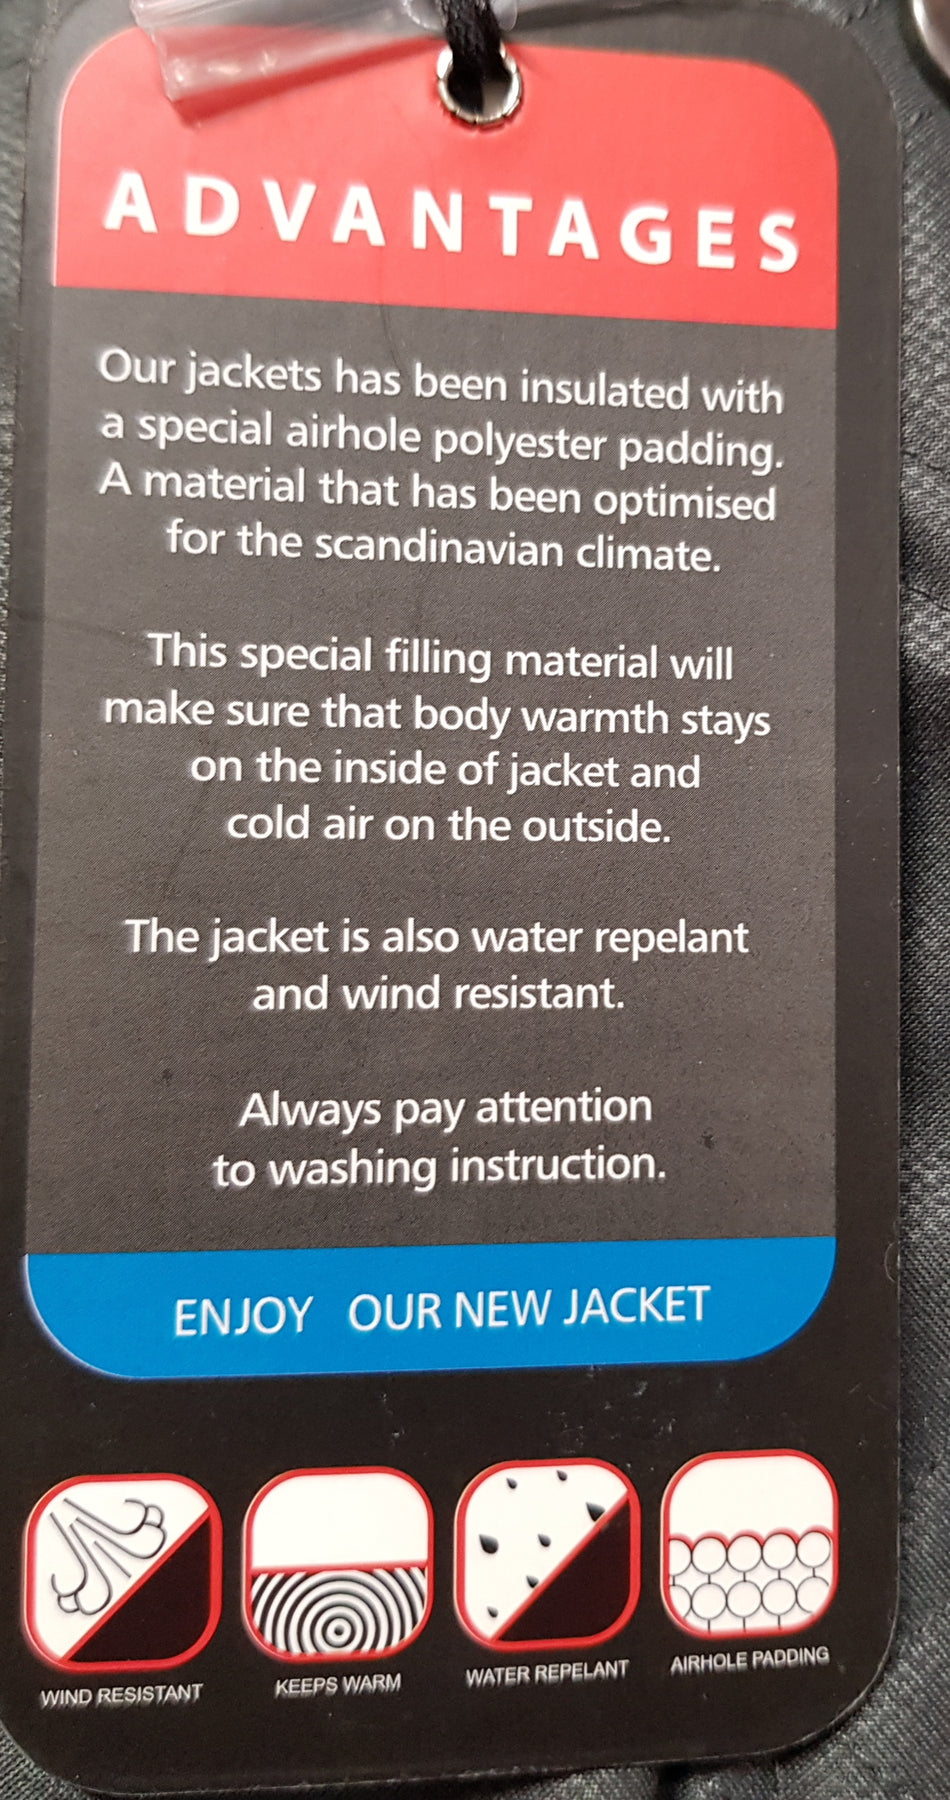 ADVANTAGES
Our jackets has been insulated with
a special airhole polyester padding.
A material that has been optimised
for the scandinavian climate.
This special filling material will
make sure that body warmth stays
on the inside of jacket and
cold air on the outside.
The jacket is also water repelant
and wind resistant.
Always pay attention
to washing instruction.
ENJOY OUR NEW JACKET
WIND RESISTANT
KEEPS WARM
WATER REPELANT
AIRHOLE PADDING